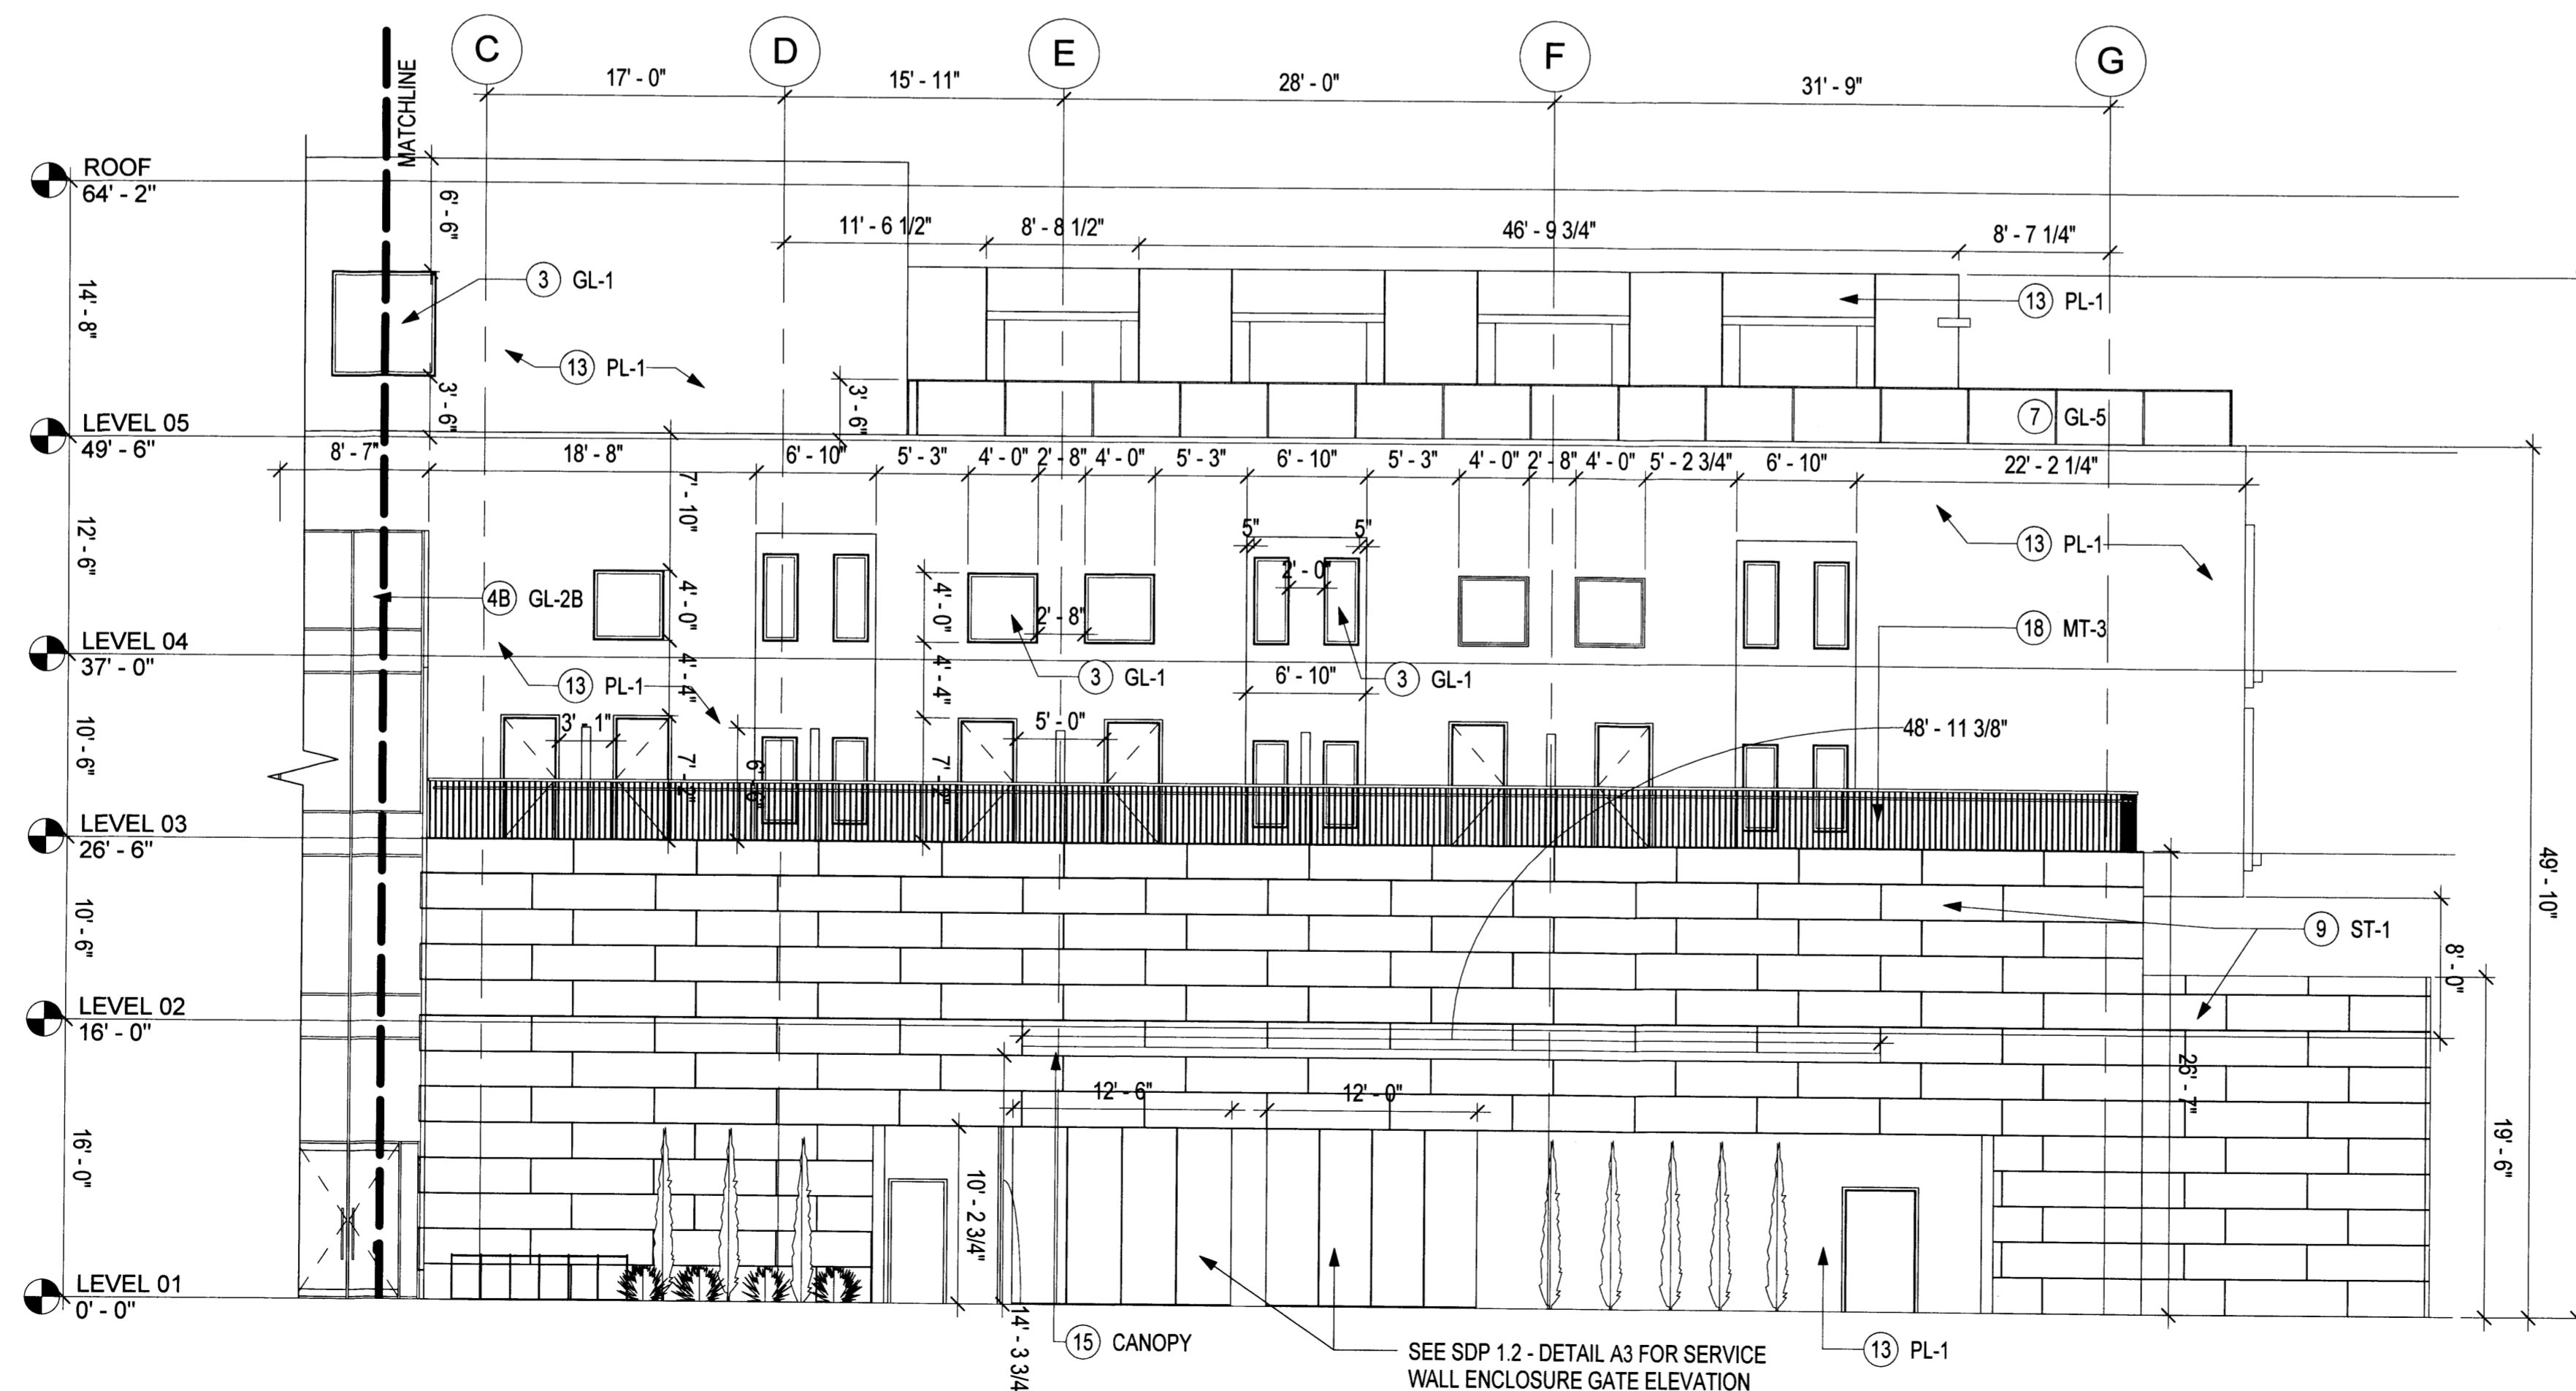 C
D
E
F
G
MATCHLINE
17' - 0"
15' - 11"
28' - 0"
31' - 9"
ROOF
64' - 2"
6' - 6"
11' - 6 1/2"
8' - 8 1/2"
46' - 9 3/4"
8' - 7 1/4"
14' - 8"
3 GL-1
13 PL-1
13 PL-1
3' - 6"
3' - 6"
7 GL-5
LEVEL 05
49' - 6"
8' - 7"
18' - 8"
6' - 10"
5' - 3"
4' - 0"
2' - 8"
4' - 0"
5' - 3"
6' - 10"
5' - 3"
4' - 0"
2' - 8"
4' - 0"
5' - 2 3/4"
6' - 10"
22' - 2 1/4"
7' - 10"
12' - 6"
5"
5"
13 PL-1
2' - 0"
4B GL-2B
4' - 0"
4' - 0"
2' - 8"
18 MT-3
LEVEL 04
37' - 0"
13 PL-1
4' - 4"
4' - 4"
3 GL-1
6' - 10"
3 GL-1
10' - 6"
3' - 1"
5' - 0"
48' - 11 3/8"
7' - 2"
6' - 6"
7' - 2"
LEVEL 03
26' - 6"
49' - 10"
10' - 6"
9 ST-1
8' - 0"
LEVEL 02
16' - 0"
26' - 7"
12' - 6"
12' - 0"
16' - 0"
10' - 2 3/4"
19' - 6"
LEVEL 01
0' - 0"
14' - 3 3/4
15 CANOPY
SEE SDP 1.2 - DETAIL A3 FOR SERVICE
WALL ENCLOSURE GATE ELEVATION
13 PL-1